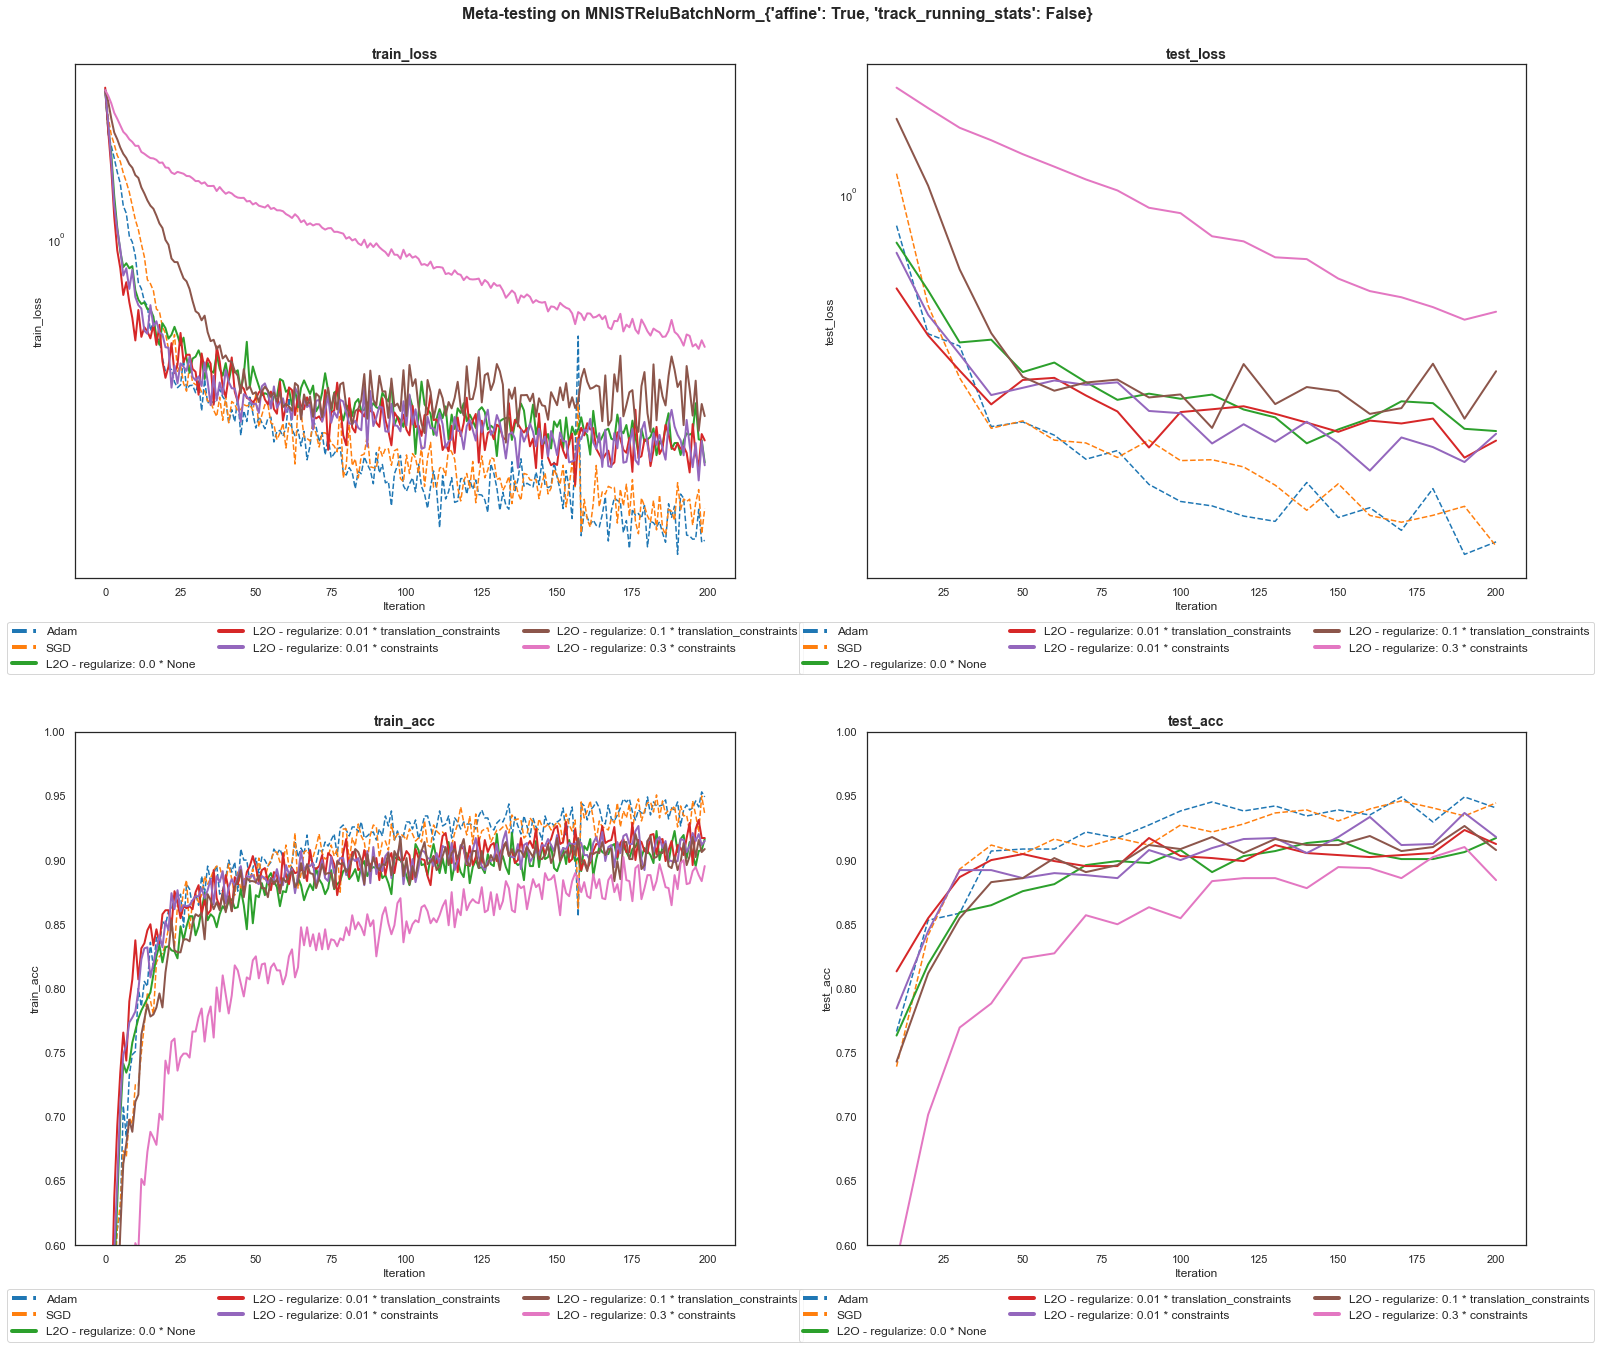 Meta-testing on MNISTReluBatchNorm_{'affine': True, 'track_running_stats': False}
train_loss
10^0
train_loss
0 25 50 75 100 125 150 175 200
Iteration
Adam
SGD
L2O - regularize: 0.0 * None
L2O - regularize: 0.01 * translation_constraints
L2O - regularize: 0.01 * constraints
L2O - regularize: 0.1 * translation_constraints
L2O - regularize: 0.3 * constraints
test_loss
10^0
test_loss
25 50 75 100 125 150 175 200
Iteration
Adam
SGD
L2O - regularize: 0.0 * None
L2O - regularize: 0.01 * translation_constraints
L2O - regularize: 0.01 * constraints
L2O - regularize: 0.1 * translation_constraints
L2O - regularize: 0.3 * constraints
train_acc
1.00
0.95
0.90
0.85
0.80
0.75
0.70
0.65
0.60
train_acc
0 25 50 75 100 125 150 175 200
Iteration
Adam
SGD
L2O - regularize: 0.0 * None
L2O - regularize: 0.01 * translation_constraints
L2O - regularize: 0.01 * constraints
L2O - regularize: 0.1 * translation_constraints
L2O - regularize: 0.3 * constraints
test_acc
1.00
0.95
0.90
0.85
0.80
0.75
0.70
0.65
0.60
test_acc
25 50 75 100 125 150 175 200
Iteration
Adam
SGD
L2O - regularize: 0.0 * None
L2O - regularize: 0.01 * translation_constraints
L2O - regularize: 0.01 * constraints
L2O - regularize: 0.1 * translation_constraints
L2O - regularize: 0.3 * constraints